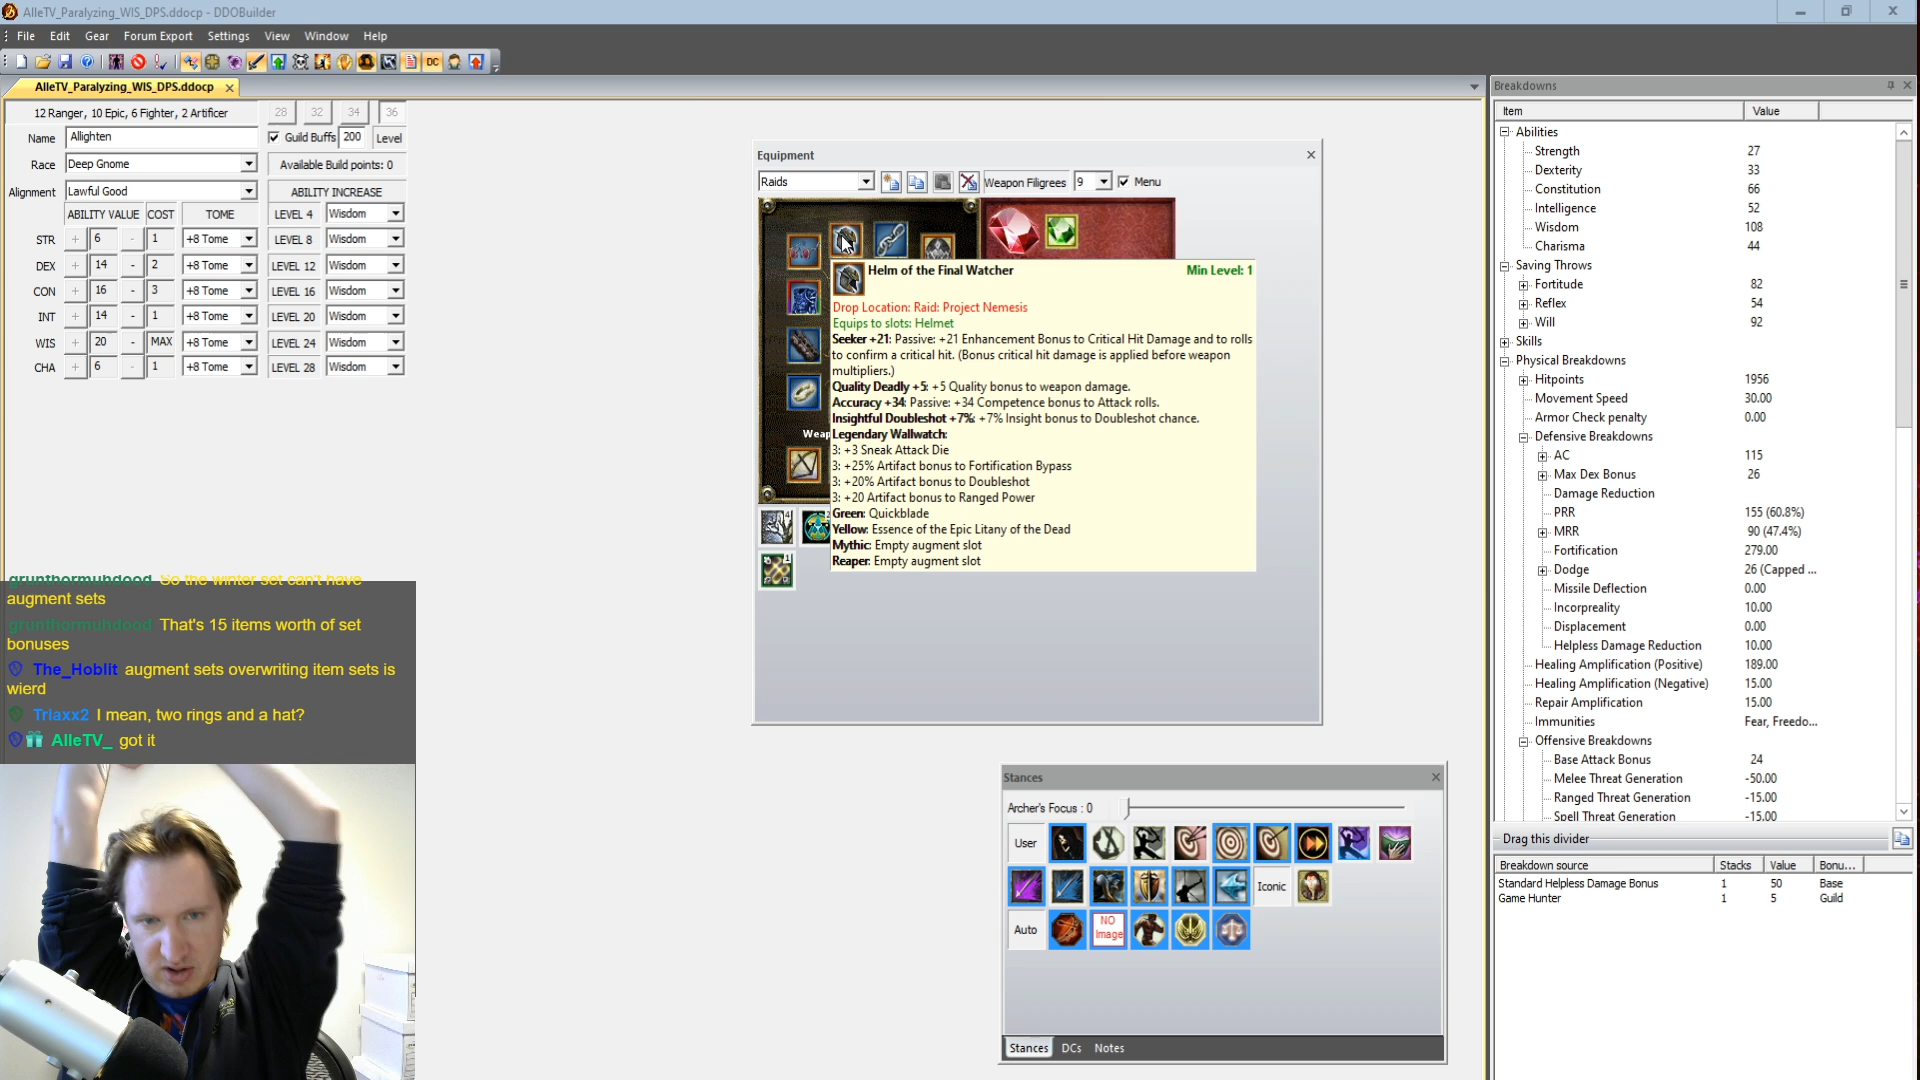 AlleTV_Paralyzing_WIS_DPS.ddocp - DDOBuilder
File Edit Gear Forum Export Settings View Window Help
DC
AlleTV_Paralyzing_WIS_DPS.ddocp
12 Ranger, 10 Epic, 6 Fighter, 2 Artificer 28 32 34 36
Name Allighten Guild Buffs 200 Level
Race Deep Gnome Available Build points: 0
Alignment Lawful Good ABILITY INCREASE
ABILITY VALUE COST TOME LEVEL 4 Wisdom
STR + 6 - 1 +8 Tome LEVEL 8 Wisdom
DEX + 14 - 2 +8 Tome LEVEL 12 Wisdom
CON + 16 - 3 +8 Tome LEVEL 16 Wisdom
INT + 14 - 1 +8 Tome LEVEL 20 Wisdom
WIS + 20 - MAX +8 Tome LEVEL 24 Wisdom
CHA + 6 - 1 +8 Tome LEVEL 28 Wisdom
Equipment
Raids Weapon Filigrees 9 Menu
Weap
Helm of the Final Watcher Min Level: 1
Drop Location: Raid: Project Nemesis
Equips to slots: Helmet
Seeker +21: Passive: +21 Enhancement Bonus to Critical Hit Damage and to rolls
to confirm a critical hit. (Bonus critical hit damage is applied before weapon
multipliers.)
Quality Deadly +5: +5 Quality bonus to weapon damage.
Accuracy +34: Passive: +34 Competence bonus to Attack rolls.
Insightful Doubleshot +7%: +7% Insight bonus to Doubleshot chance.
Legendary Wallwatch:
3: +3 Sneak Attack Die
3: +25% Artifact bonus to Fortification Bypass
3: +20% Artifact bonus to Doubleshot
3: +20 Artifact bonus to Ranged Power
Green: Quickblade
Yellow: Essence of the Epic Litany of the Dead
Mythic: Empty augment slot
Reaper: Empty augment slot
grunthormuhdood So the winter set can't have
augment sets
grunthormuhdood That's 15 items worth of set
bonuses
The_Hoblit augment sets overwriting item sets is
wierd
Triaxx2 I mean, two rings and a hat?
AlleTV_ got it
Stances
Archer's Focus : 0
User
Iconic
Auto
NO
Image
Stances DCs Notes
Breakdowns
Item Value
Abilities
Strength 27
Dexterity 33
Constitution 66
Intelligence 52
Wisdom 108
Charisma 44
Saving Throws
Fortitude 82
Reflex 54
Will 92
Skills
Physical Breakdowns
Hitpoints 1956
Movement Speed 30.00
Armor Check penalty 0.00
Defensive Breakdowns
AC 115
Max Dex Bonus 26
Damage Reduction
PRR 155 (60.8%)
MRR 90 (47.4%)
Fortification 279.00
Dodge 26 (Capped ...
Missile Deflection 0.00
Incorpreality 10.00
Displacement 0.00
Helpless Damage Reduction 10.00
Healing Amplification (Positive) 189.00
Healing Amplification (Negative) 15.00
Repair Amplification 15.00
Immunities Fear, Freedo...
Offensive Breakdowns
Base Attack Bonus 24
Melee Threat Generation -50.00
Ranged Threat Generation -15.00
Spell Threat Generation -15.00
Drag this divider
Breakdown source Stacks Value Bonu...
Standard Helpless Damage Bonus 1 50 Base
Game Hunter 1 5 Guild